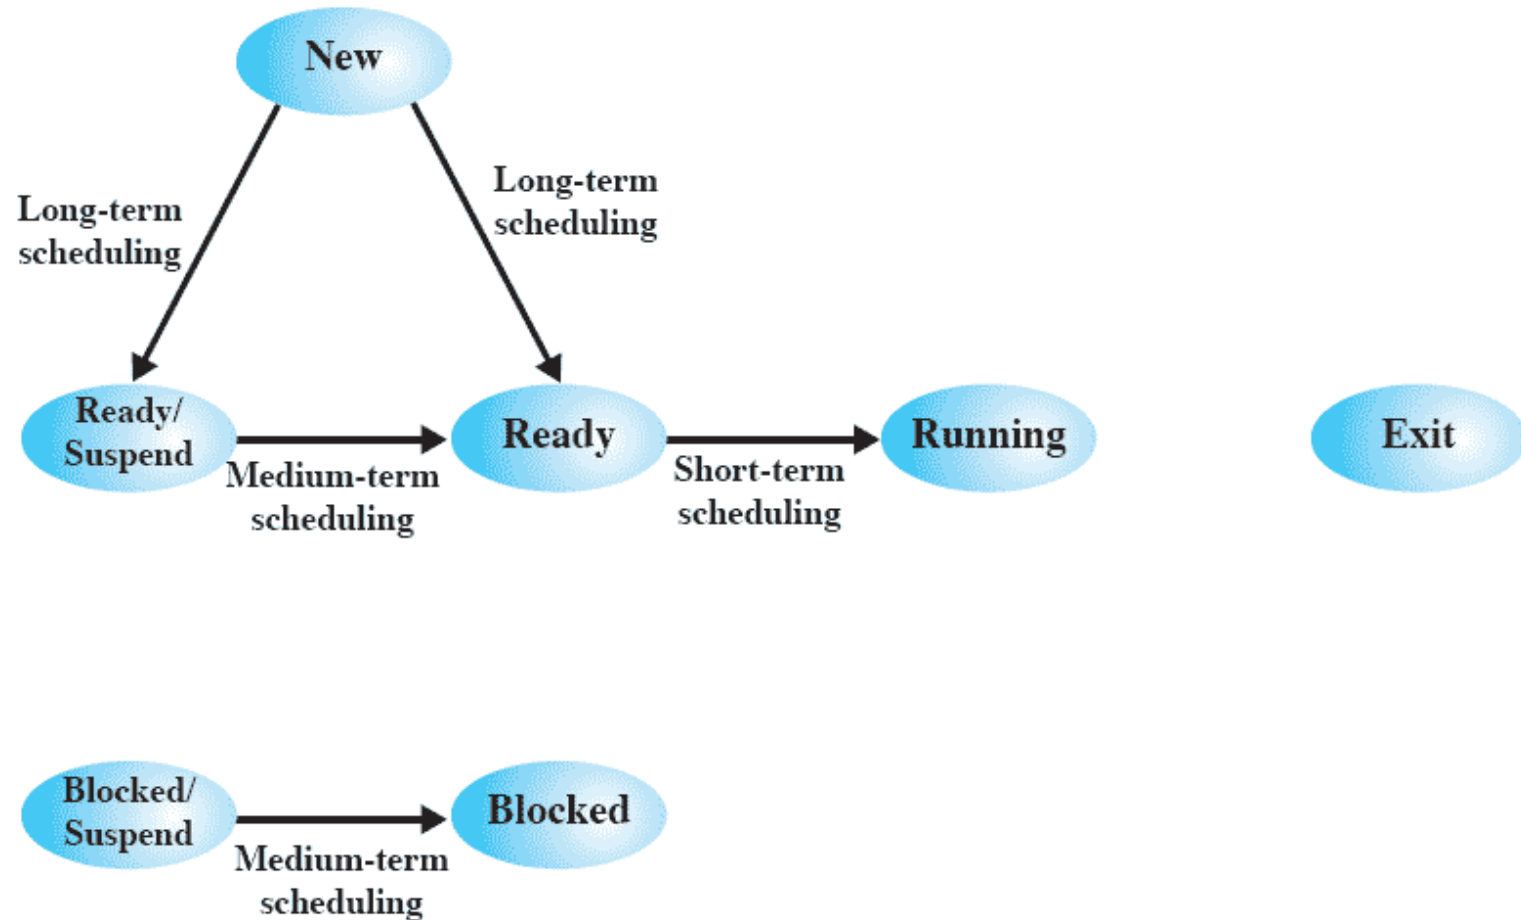 New
Long-term
scheduling
Long-term
scheduling
Ready/
Suspend
Medium-term
scheduling
Ready
Short-term
scheduling
Running
Exit
Blocked/
Suspend
Medium-term
scheduling
Blocked